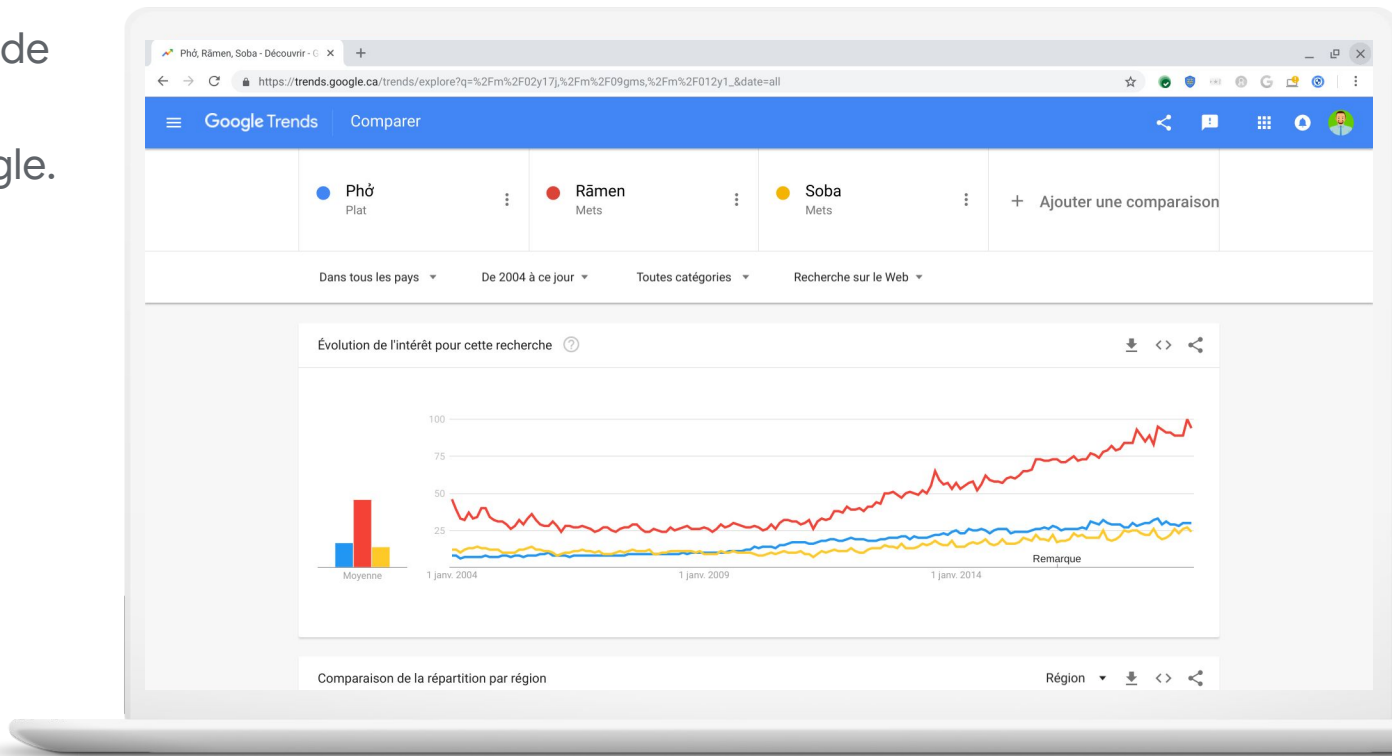 de
gle.
Phở, Rāmen, Soba - Découvrir - G
https://trends.google.ca/trends/explore?q=%2Fm%2F02y17j,%2Fm%2F09gms,%2Fm%2F012y1_&date=all
Google Trends Comparer
Phở
Plat
Rāmen
Mets
Soba
Mets
+ Ajouter une comparaison
Dans tous les pays De 2004 à ce jour Toutes catégories Recherche sur le Web
Évolution de l'intérêt pour cette recherche
100
75
50
25
Remarque
Moyenne 1 janv. 2004 1 janv. 2009 1 janv. 2014
Comparaison de la répartition par région Région